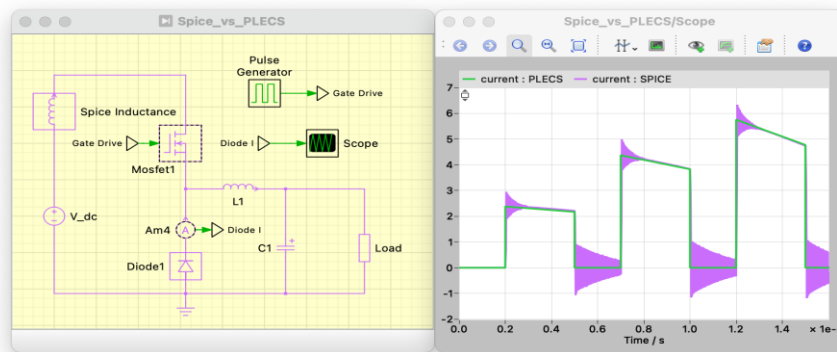 Spice_vs_PLECS
Pulse
Generator
Gate Drive
Spice Inductance
Gate Drive
Diode I
Scope
Mosfet1
L1
V_dc
Am4
A
Diode I
C1
Load
Diode1
Spice_vs_PLECS/Scope
current : PLECS
current : SPICE
7
6
5
4
3
2
1
0
-1
-2
0.0
0.2
0.4
0.6
0.8
1.0
1.2
1.4
× 1e-
Time / s